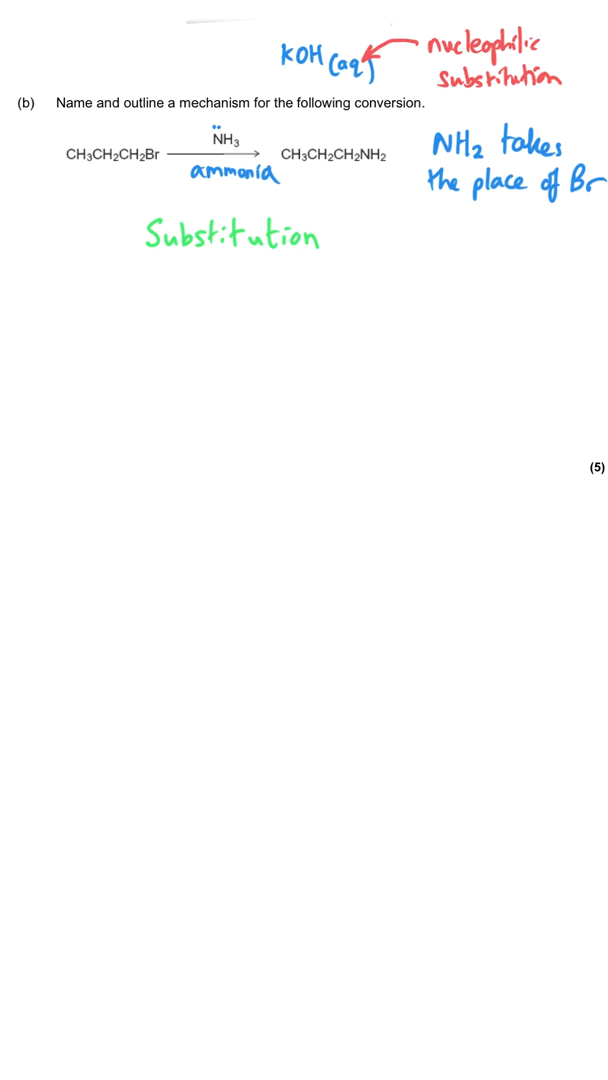 KOH (aq)
nucleophilic
substitution
(b) Name and outline a mechanism for the following conversion.
CH₃CH₂CH₂Br N̈H₃ CH₃CH₂CH₂NH₂
ammonia
NH₂ takes
the place of Br
Substitution
(5)